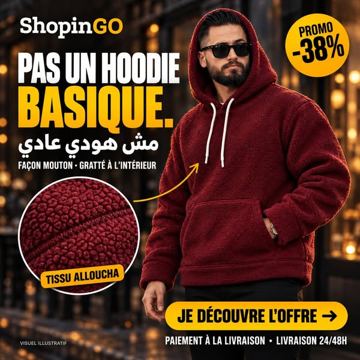 ShopinGO
PROMO
-38%
PAS UN HOODIE
BASIQUE.
مش هودي عادي
FAÇON MOUTON • GRATTÉ À L'INTÉRIEUR
TISSU ALLOUCHA
JE DÉCOUVRE L'OFFRE →
PAIEMENT À LA LIVRAISON • LIVRAISON 24/48H
VISUEL ILLUSTRATIF